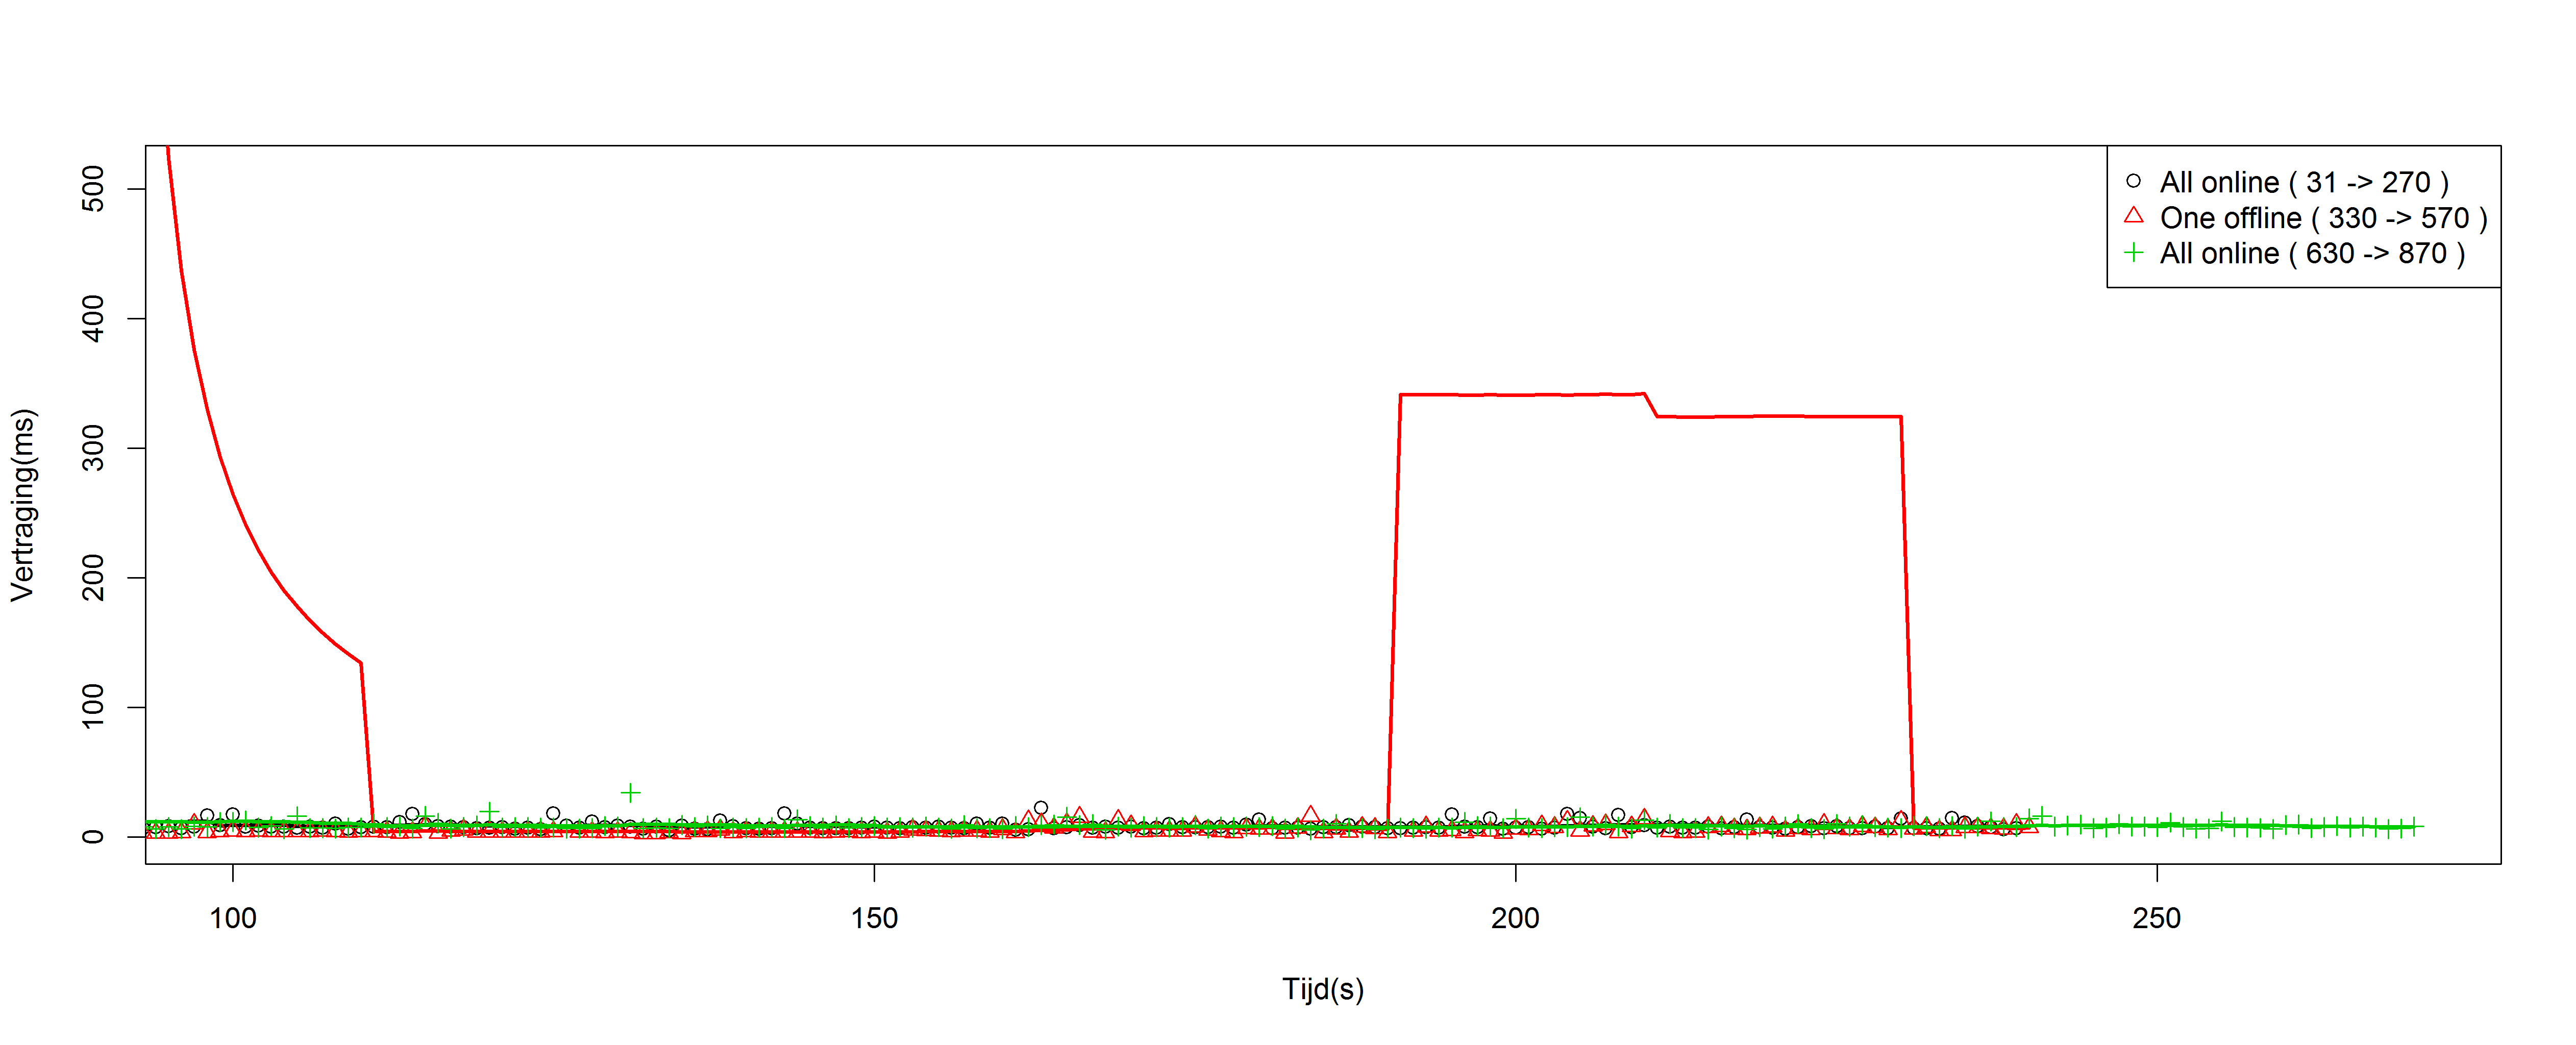 500
400
300
200
100
0
Vertraging(ms)
100
150
200
250
Tijd(s)
All online ( 31 -> 270 )
One offline ( 330 -> 570 )
All online ( 630 -> 870 )